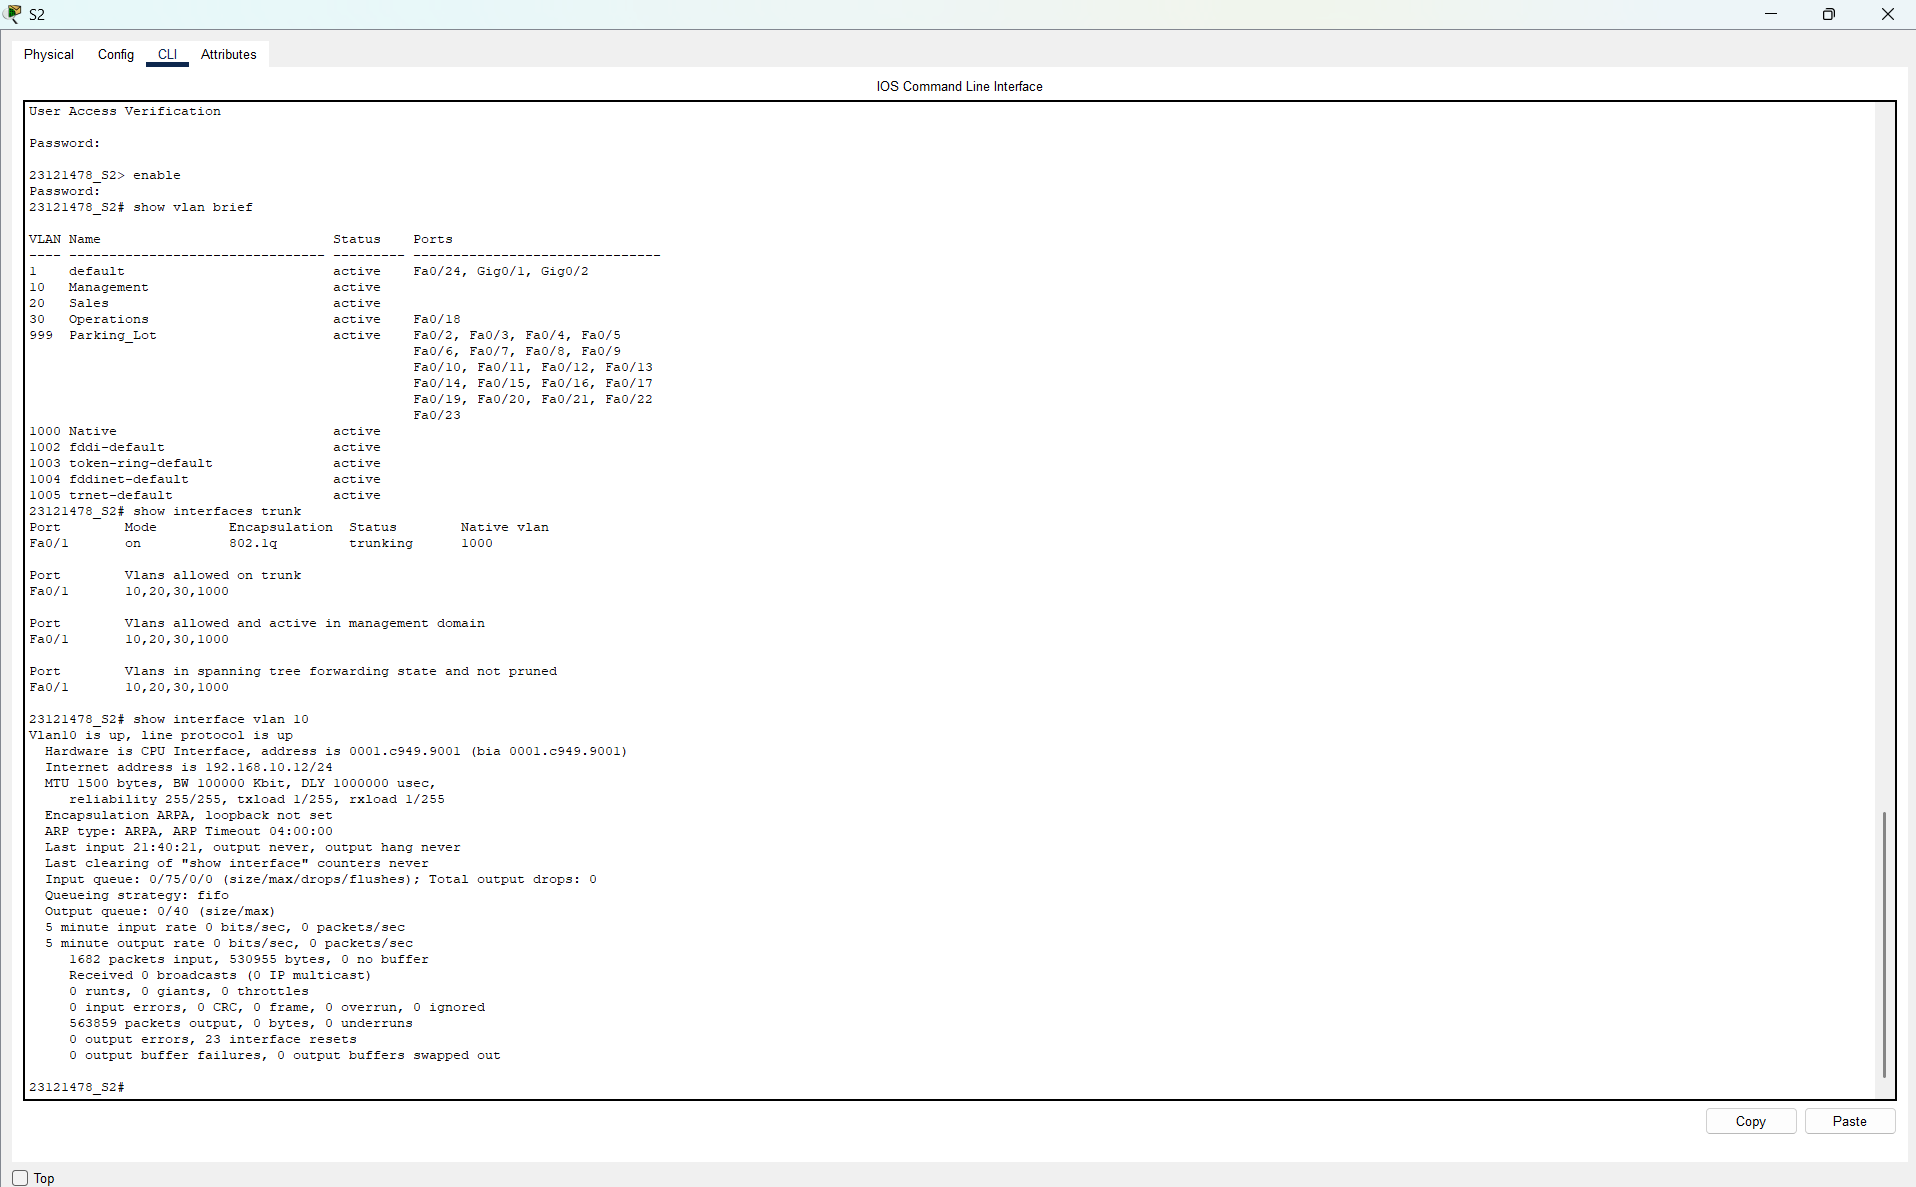 S2
Physical Config CLI Attributes
IOS Command Line Interface
User Access Verification
Password:
23121478_S2> enable
Password:
23121478_S2# show vlan brief
VLAN Name                             Status    Ports
---- -------------------------------- --------- -------------------------------
1    default                          active    Fa0/24, Gig0/1, Gig0/2
10   Management                       active
20   Sales                            active
30   Operations                       active    Fa0/18
999  Parking_Lot                      active    Fa0/2, Fa0/3, Fa0/4, Fa0/5
                                                Fa0/6, Fa0/7, Fa0/8, Fa0/9
                                                Fa0/10, Fa0/11, Fa0/12, Fa0/13
                                                Fa0/14, Fa0/15, Fa0/16, Fa0/17
                                                Fa0/19, Fa0/20, Fa0/21, Fa0/22
                                                Fa0/23
1000 Native                           active
1002 fddi-default                     active
1003 token-ring-default               active
1004 fddinet-default                  active
1005 trnet-default                    active
23121478_S2# show interfaces trunk
Port        Mode         Encapsulation  Status        Native vlan
Fa0/1       on           802.1q         trunking      1000
Port        Vlans allowed on trunk
Fa0/1       10,20,30,1000
Port        Vlans allowed and active in management domain
Fa0/1       10,20,30,1000
Port        Vlans in spanning tree forwarding state and not pruned
Fa0/1       10,20,30,1000
23121478_S2# show interface vlan 10
Vlan10 is up, line protocol is up
  Hardware is CPU Interface, address is 0001.c949.9001 (bia 0001.c949.9001)
  Internet address is 192.168.10.12/24
  MTU 1500 bytes, BW 100000 Kbit, DLY 1000000 usec,
     reliability 255/255, txload 1/255, rxload 1/255
  Encapsulation ARPA, loopback not set
  ARP type: ARPA, ARP Timeout 04:00:00
  Last input 21:40:21, output never, output hang never
  Last clearing of "show interface" counters never
  Input queue: 0/75/0/0 (size/max/drops/flushes); Total output drops: 0
  Queueing strategy: fifo
  Output queue: 0/40 (size/max)
  5 minute input rate 0 bits/sec, 0 packets/sec
  5 minute output rate 0 bits/sec, 0 packets/sec
     1682 packets input, 530955 bytes, 0 no buffer
     Received 0 broadcasts (0 IP multicast)
     0 runts, 0 giants, 0 throttles
     0 input errors, 0 CRC, 0 frame, 0 overrun, 0 ignored
     563859 packets output, 0 bytes, 0 underruns
     0 output errors, 23 interface resets
     0 output buffer failures, 0 output buffers swapped out
23121478_S2#
Copy Paste
Top